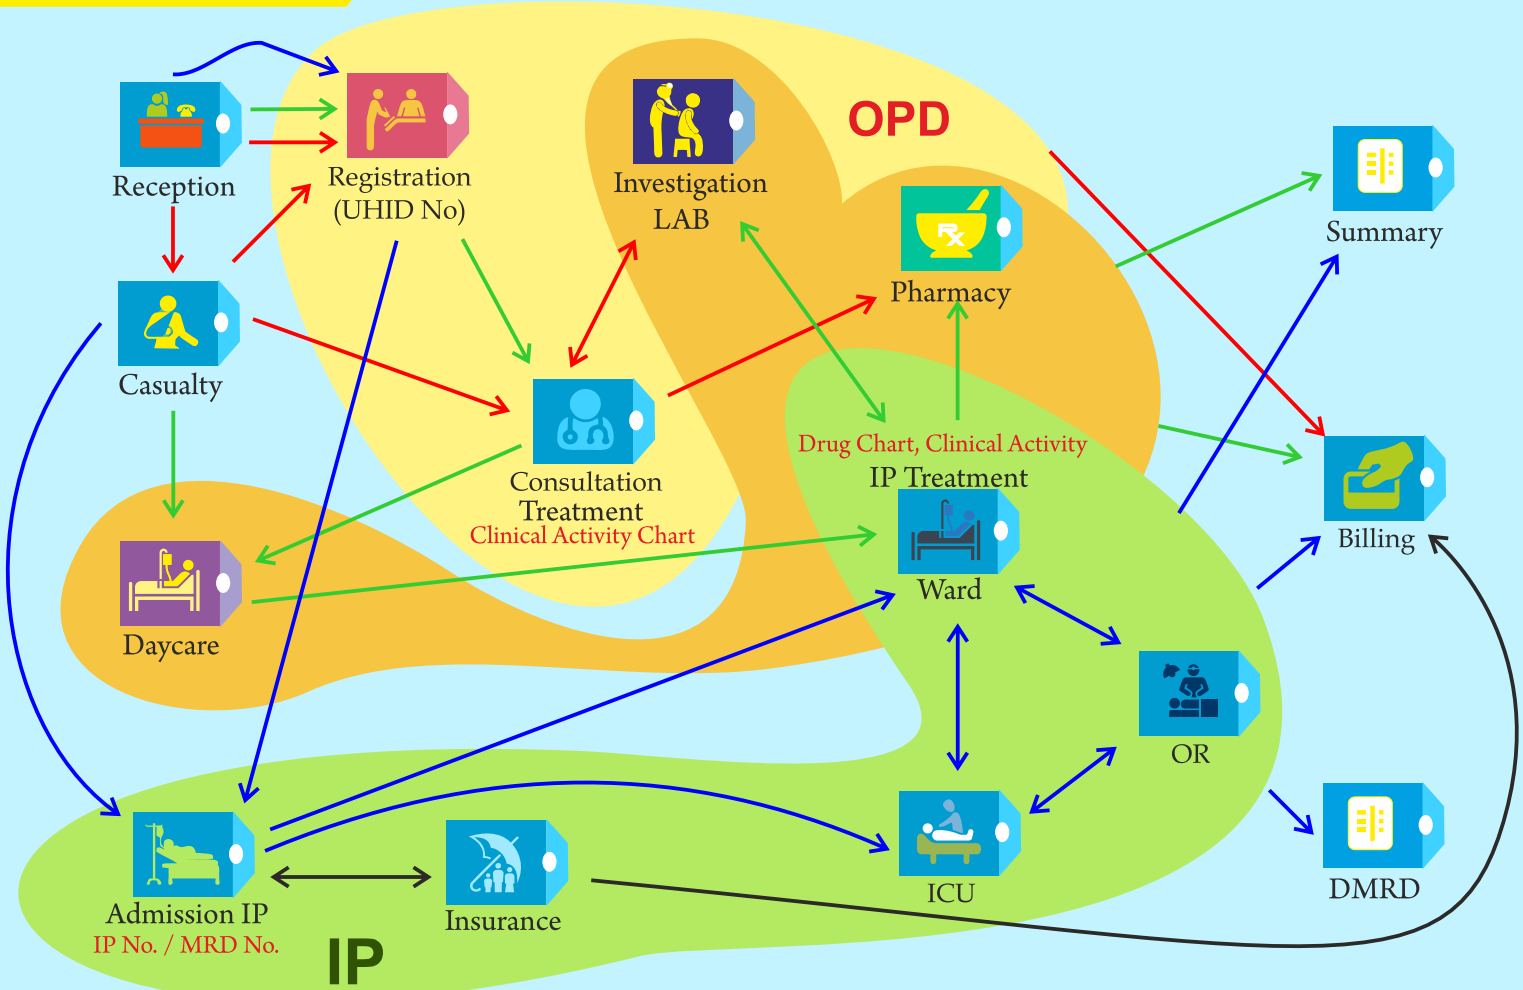 OPD
Reception
Registration
(UHID No)
Investigation
LAB
Rx
Pharmacy
Summary
Casualty
Drug Chart, Clinical Activity
IP Treatment
Consultation
Treatment
Clinical Activity Chart
Billing
Ward
Daycare
OR
ICU
DMRD
Admission IP
IP No. / MRD No.
Insurance
IP